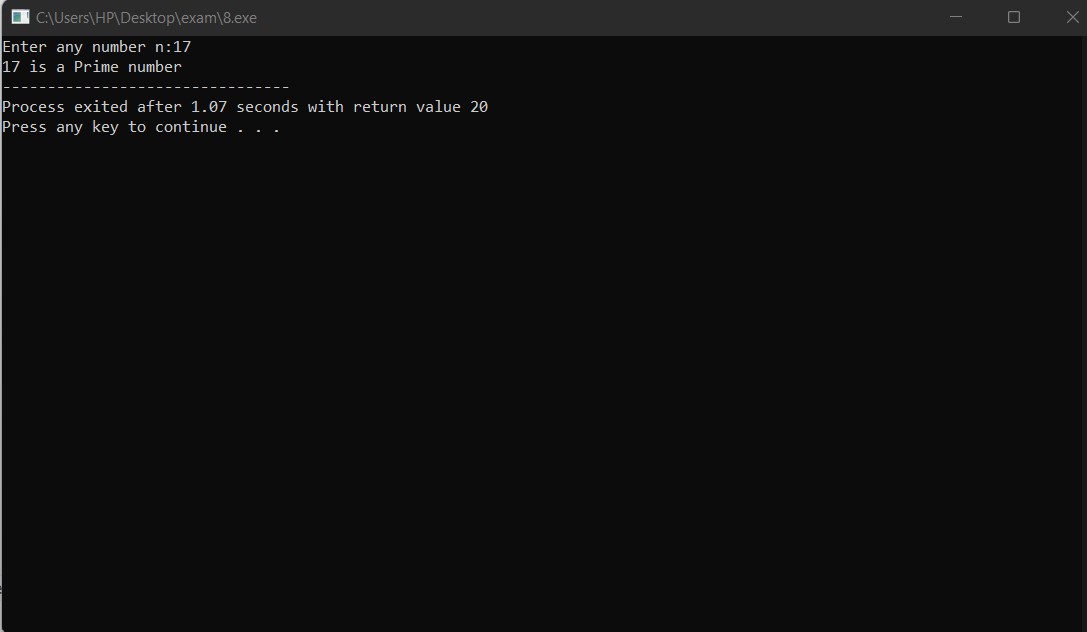 C:\Users\HP\Desktop\exam\8.exe
Enter any number n:17
17 is a Prime number
--------------------------------
Process exited after 1.07 seconds with return value 20
Press any key to continue . . .